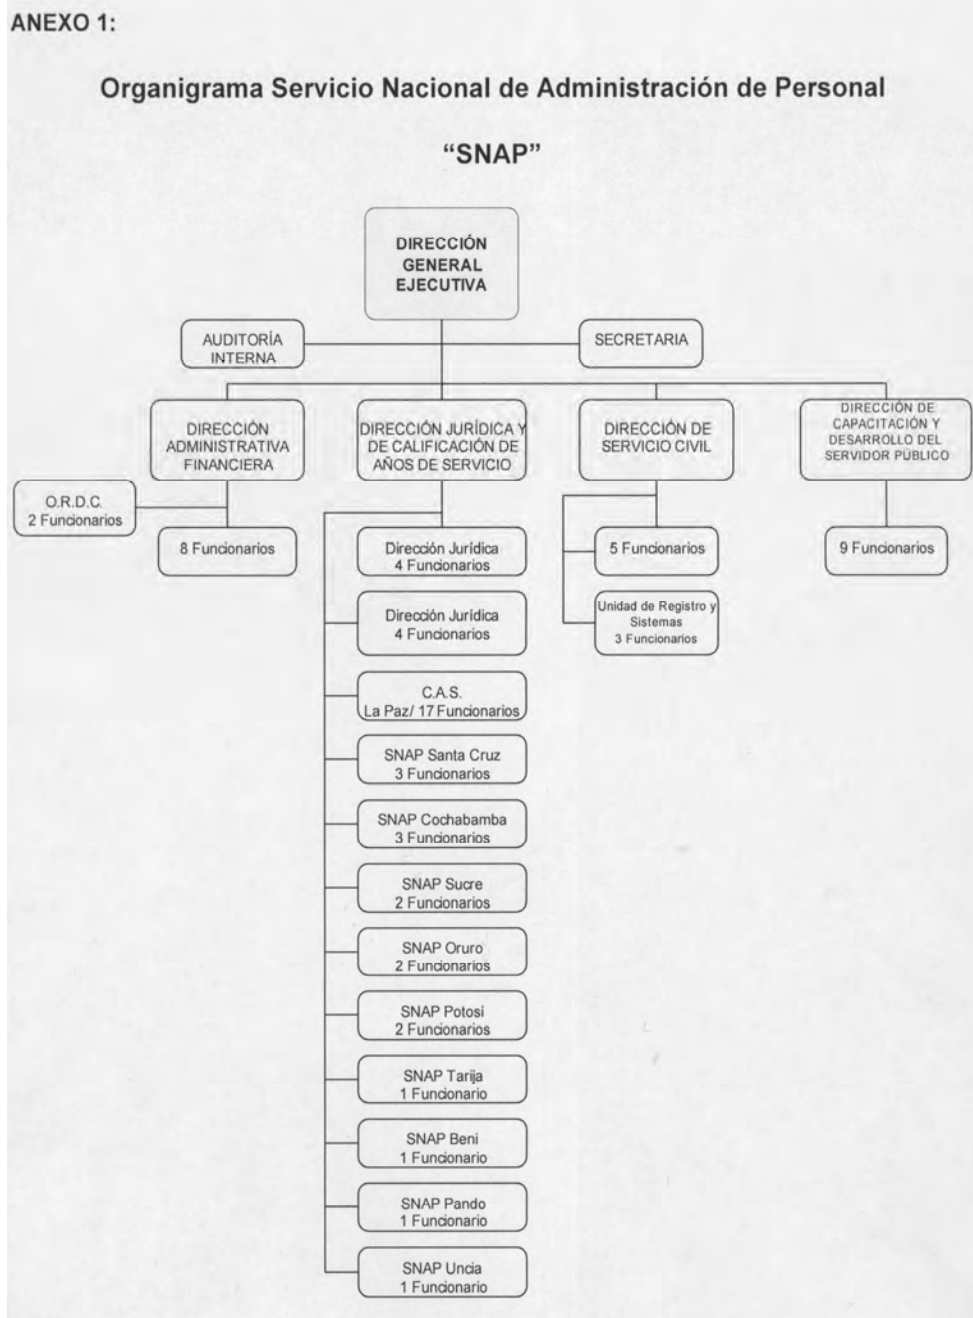 ANEXO 1:
Organigrama Servicio Nacional de Administración de Personal
“SNAP”
DIRECCIÓN
GENERAL
EJECUTIVA
AUDITORÍA
INTERNA
SECRETARIA
DIRECCIÓN
ADMINISTRATIVA
FINANCIERA
DIRECCIÓN JURÍDICA Y
DE CALIFICACIÓN DE
AÑOS DE SERVICIO
DIRECCIÓN DE
SERVICIO CIVIL
DIRECCIÓN DE
CAPACITACIÓN Y
DESARROLLO DEL
SERVIDOR PÚBLICO
O.R.D.C.
2 Funcionarios
8 Funcionarios
Dirección Jurídica
4 Funcionarios
5 Funcionarios
9 Funcionarios
Dirección Jurídica
4 Funcionarios
Unidad de Registro y
Sistemas
3 Funcionarios
C.A.S.
La Paz/ 17 Funcionarios
SNAP Santa Cruz
3 Funcionarios
SNAP Cochabamba
3 Funcionarios
SNAP Sucre
2 Funcionarios
SNAP Oruro
2 Funcionarios
SNAP Potosí
2 Funcionarios
SNAP Tarija
1 Funcionario
SNAP Beni
1 Funcionario
SNAP Pando
1 Funcionario
SNAP Uncia
1 Funcionario